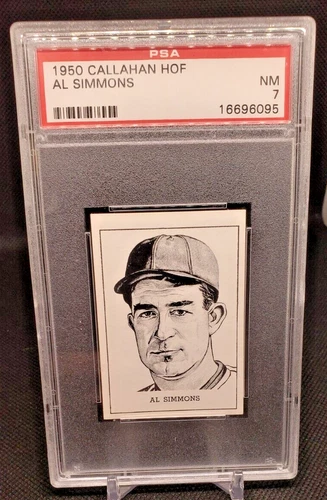 PSA
1950 CALLAHAN HOF
NM
AL SIMMONS
7
16696095
AL SIMMONS